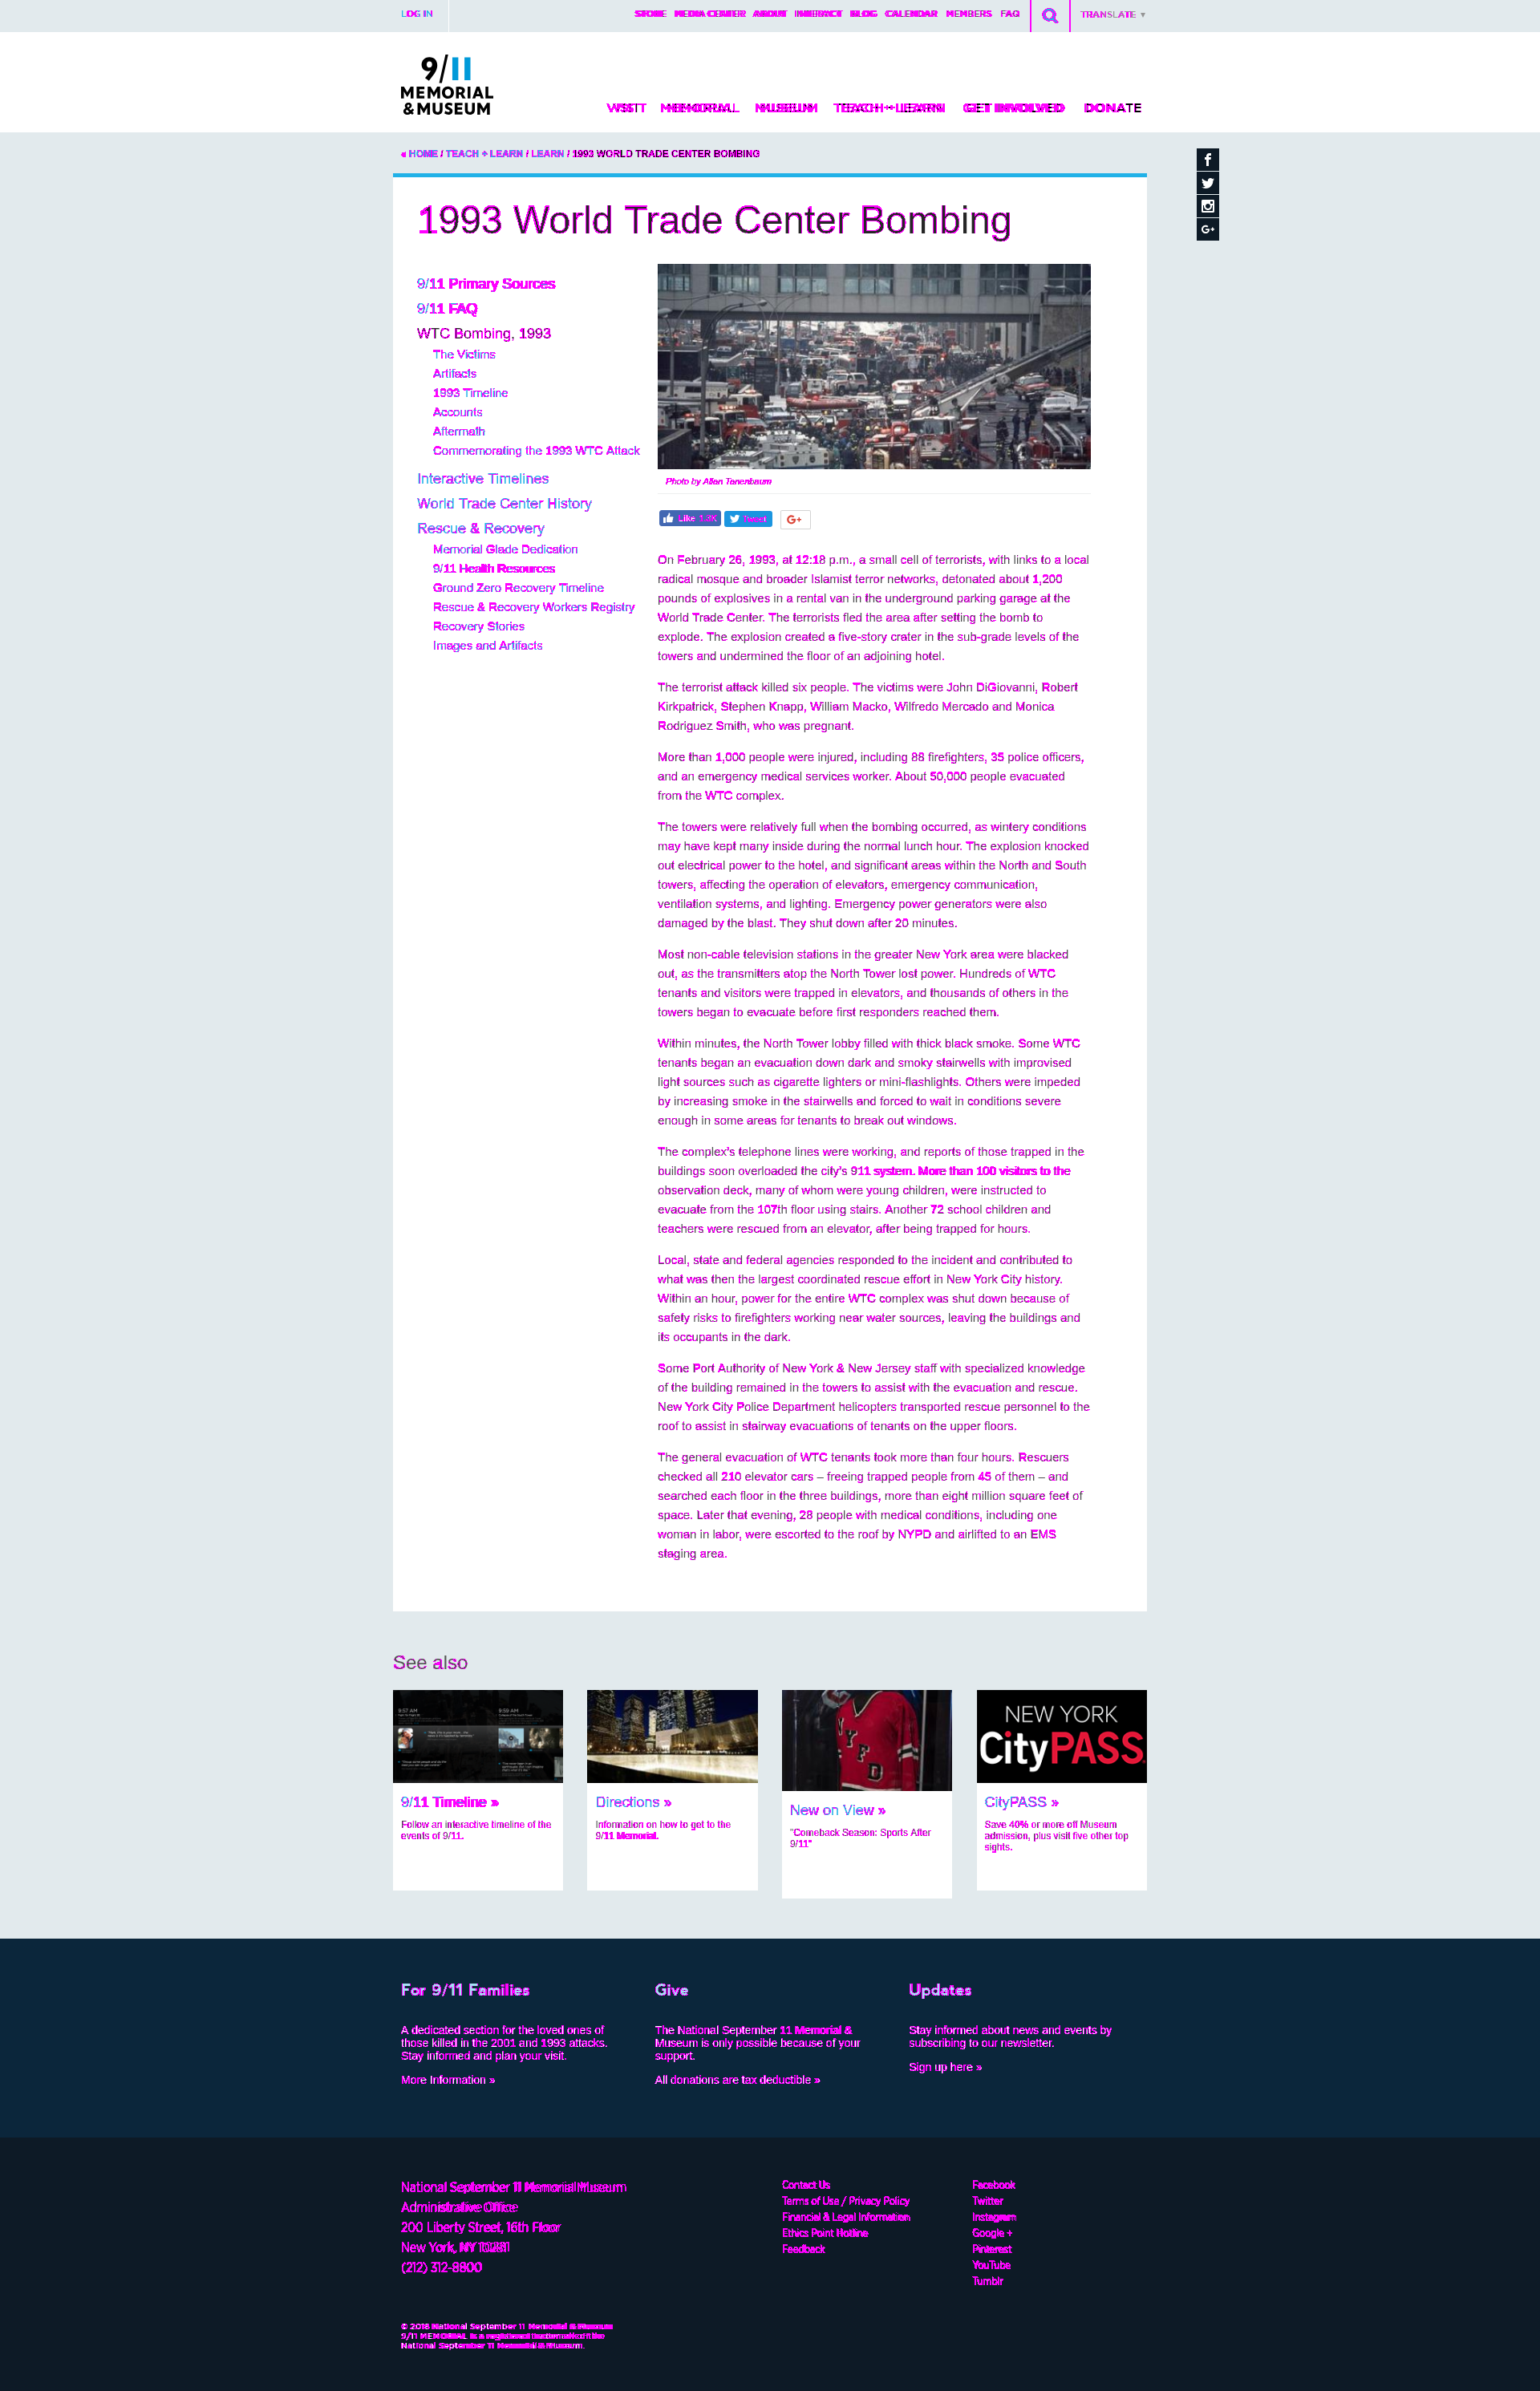 LOG IN
STORE MEDIA CENTER ABOUT INTERACT BLOG CALENDAR MEMBERS FAQ
TRANSLATE ▼
9/11
MEMORIAL
& MUSEUM
VISIT MEMORIAL MUSEUM TEACH + LEARN GET INVOLVED DONATE
« HOME / TEACH + LEARN / LEARN / 1993 WORLD TRADE CENTER BOMBING
1993 World Trade Center Bombing
9/11 Primary Sources
9/11 FAQ
WTC Bombing, 1993
The Victims
Artifacts
1993 Timeline
Accounts
Aftermath
Commemorating the 1993 WTC Attack
Interactive Timelines
World Trade Center History
Rescue & Recovery
Memorial Glade Dedication
9/11 Health Resources
Ground Zero Recovery Timeline
Rescue & Recovery Workers Registry
Recovery Stories
Images and Artifacts
Photo by Allan Tannenbaum
Like
Tweet
G+
On February 26, 1993, at 12:18 p.m., a small cell of terrorists, with links to a local
radical mosque and broader Islamist terror networks, detonated about 1,200
pounds of explosives in a rental van in the underground parking garage at the
World Trade Center. The terrorists fled the area after setting the bomb to
explode. The explosion created a five-story crater in the sub-grade levels of the
towers and undermined the floor of an adjoining hotel.
The terrorist attack killed six people. The victims were John DiGiovanni, Robert
Kirkpatrick, Stephen Knapp, William Macko, Wilfredo Mercado and Monica
Rodriguez Smith, who was pregnant.
More than 1,000 people were injured, including 88 firefighters, 35 police officers,
and an emergency medical services worker. About 50,000 people evacuated
from the WTC complex.
The towers were relatively full when the bombing occurred, as wintery conditions
may have kept many inside during the normal lunch hour. The explosion knocked
out electrical power to the hotel, and significant areas within the North and South
towers, affecting the operation of elevators, emergency communication,
ventilation systems, and lighting. Emergency power generators were also
damaged by the blast. They shut down after 20 minutes.
Most non-cable television stations in the greater New York area were blacked
out, as the transmitters atop the North Tower lost power. Hundreds of WTC
tenants and visitors were trapped in elevators, and thousands of others in the
towers began to evacuate before first responders reached them.
Within minutes, the North Tower lobby filled with thick black smoke. Some WTC
tenants began an evacuation down dark and smoky stairwells with improvised
light sources such as cigarette lighters or mini-flashlights. Others were impeded
by increasing smoke in the stairwells and forced to wait in conditions severe
enough in some areas for tenants to break out windows.
The complex's telephone lines were working, and reports of those trapped in the
buildings soon overloaded the city's 911 system. More than 100 visitors to the
observation deck, many of whom were young children, were instructed to
evacuate from the 107th floor using stairs. Another 72 school children and
teachers were rescued from an elevator, after being trapped for hours.
Local, state and federal agencies responded to the incident and contributed to
what was then the largest coordinated rescue effort in New York City history.
Within an hour, power for the entire WTC complex was shut down because of
safety risks to firefighters working near water sources, leaving the buildings and
its occupants in the dark.
Some Port Authority of New York & New Jersey staff with specialized knowledge
of the building remained in the towers to assist with the evacuation and rescue.
New York City Police Department helicopters transported rescue personnel to the
roof to assist in stairway evacuations of tenants on the upper floors.
The general evacuation of WTC tenants took more than four hours. Rescuers
checked all 210 elevator cars – freeing trapped people from 45 of them – and
searched each floor in the three buildings, more than eight million square feet of
space. Later that evening, 28 people with medical conditions, including one
woman in labor, were escorted to the roof by NYPD and airlifted to an EMS
staging area.
See also
9:57 AM
9:59 AM
NYFD
NEW YORK
CityPASS
9/11 Timeline »
Follow an interactive timeline of the
events of 9/11.
Directions »
Information on how to get to the
9/11 Memorial.
New on View »
"Comeback Season: Sports After
9/11"
CityPASS »
Save 40% or more off Museum
admission, plus visit five other top
sights.
For 9/11 Families
A dedicated section for the loved ones of
those killed in the 2001 and 1993 attacks.
Stay informed and plan your visit.
More Information »
Give
The National September 11 Memorial &
Museum is only possible because of your
support.
All donations are tax deductible »
Updates
Stay informed about news and events by
subscribing to our newsletter.
Sign up here »
National September 11 Memorial Museum
Administrative Office
200 Liberty Street, 16th Floor
New York, NY 10281
(212) 312-8800
Contact Us
Terms of Use / Privacy Policy
Financial & Legal Information
Ethics Point Hotline
Feedback
Facebook
Twitter
Instagram
Google +
Pinterest
YouTube
Tumblr
© 2018 National September 11 Memorial & Museum
9/11 MEMORIAL is a registered trademark of the
National September 11 Memorial & Museum.